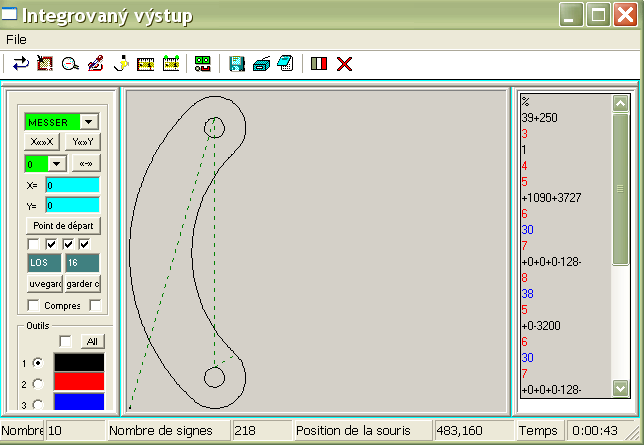 Integrovaný výstup
File
MESSER
X«»X Y«»Y
0 «-»
X= 0
Y= 0
Point de départ
LOS 16
uvegard garder c
Compres
Outils
All
1
2
3
%
39+250
3
1
4
5
+1090+3727
6
30
7
+0+0+0-128-
8
38
5
+0-3200
6
30
7
+0+0+0-128-
Nombre 10 Nombre de signes 218 Position de la souris 483,160 Temps 0:00:43